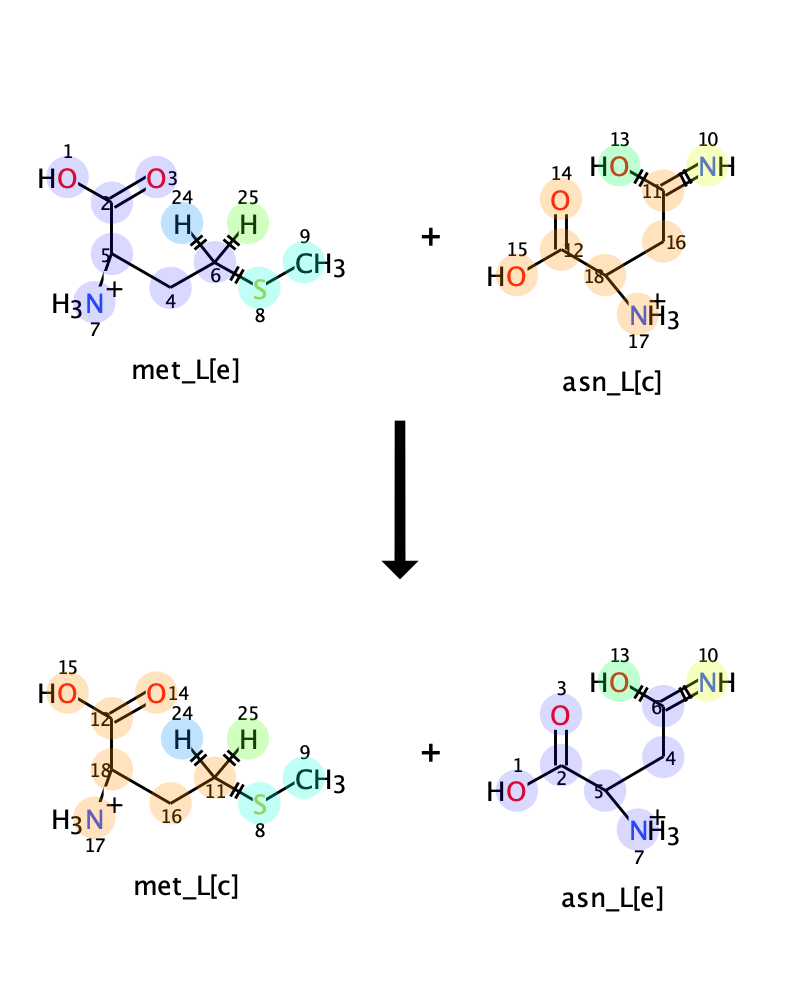 1 13 10
HO O 3 24 25 14 HO NH
2 H H O 11
5 9 15 12 16
6 CH3 HO 18
H3N + 4 S NH3 +
7 8 17
+
met_L[e] asn_L[c]
15 13 10
HO O 14 24 25 3 HO NH
12 H H O 6
18 9 1 2 4
11 CH3 HO 5
H3N + 16 S NH3 +
17 8 7
+
met_L[c] asn_L[e]